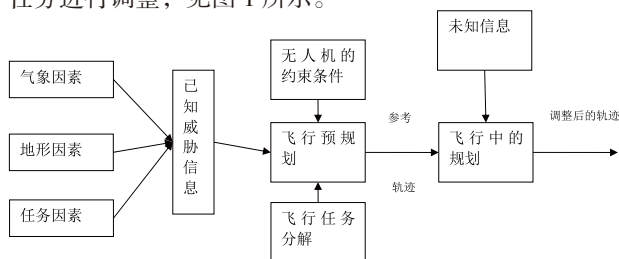 任务进行调整，见图1所示。
未知信息
无人机的
约束条件
气象因素
已
知
威
胁
信
息
参考
调整后的轨迹
地形因素
飞行预规
划
飞行中的
规划
轨迹
任务因素
飞行任务
分解